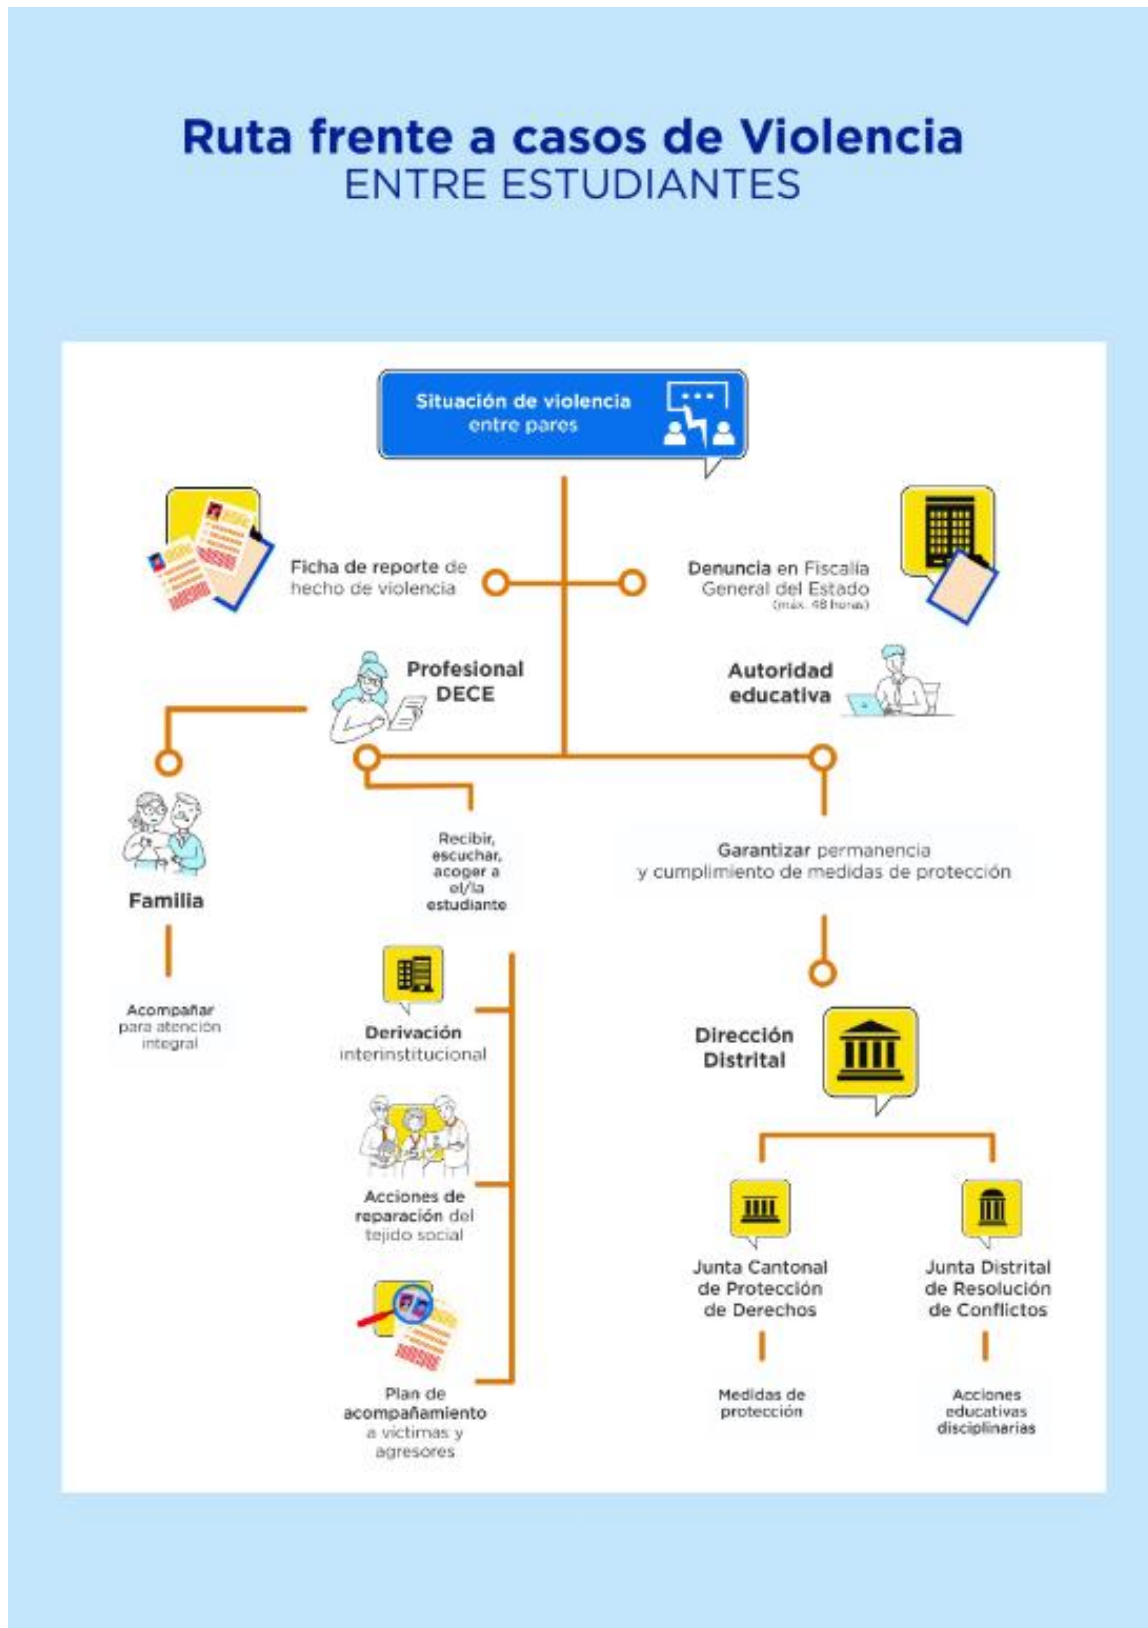 Ruta frente a casos de Violencia
ENTRE ESTUDIANTES
Situación de violencia
entre pares
Ficha de reporte de
hecho de violencia
Denuncia en Fiscalía
General del Estado
(máx. 48 horas)
Profesional
DECE
Autoridad
educativa
Familia
Acompañar
para atención
integral
Recibir,
escuchar,
acoger a
el/la
estudiante
Garantizar permanencia
y cumplimiento de medidas de protección
Derivación
interinstitucional
Acciones de
reparación del
tejido social
Plan de
acompañamiento
a víctimas y
agresores
Dirección
Distrital
Junta Cantonal
de Protección
de Derechos
Medidas de
protección
Junta Distrital
de Resolución
de Conflictos
Acciones
educativas
disciplinarias